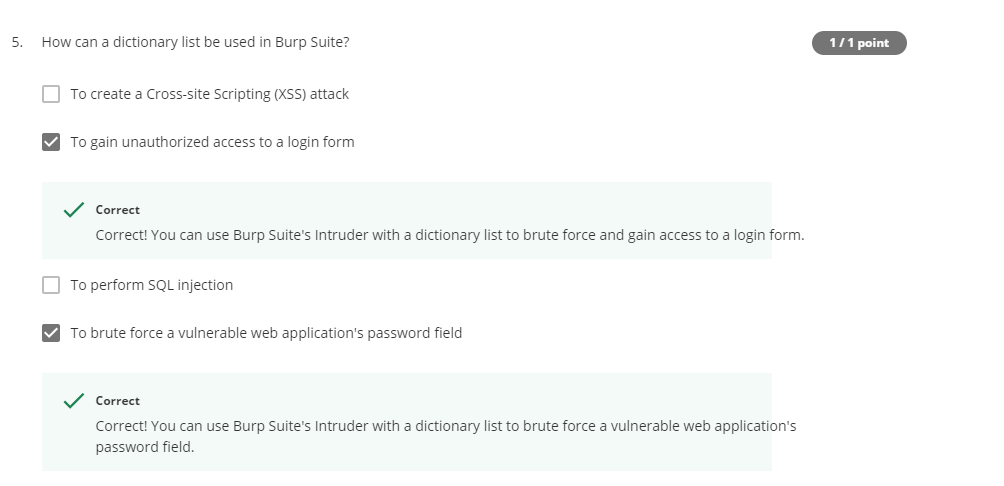 5. How can a dictionary list be used in Burp Suite?
1 / 1 point
To create a Cross-site Scripting (XSS) attack
To gain unauthorized access to a login form
Correct
Correct! You can use Burp Suite's Intruder with a dictionary list to brute force and gain access to a login form.
To perform SQL injection
To brute force a vulnerable web application's password field
Correct
Correct! You can use Burp Suite's Intruder with a dictionary list to brute force a vulnerable web application's
password field.